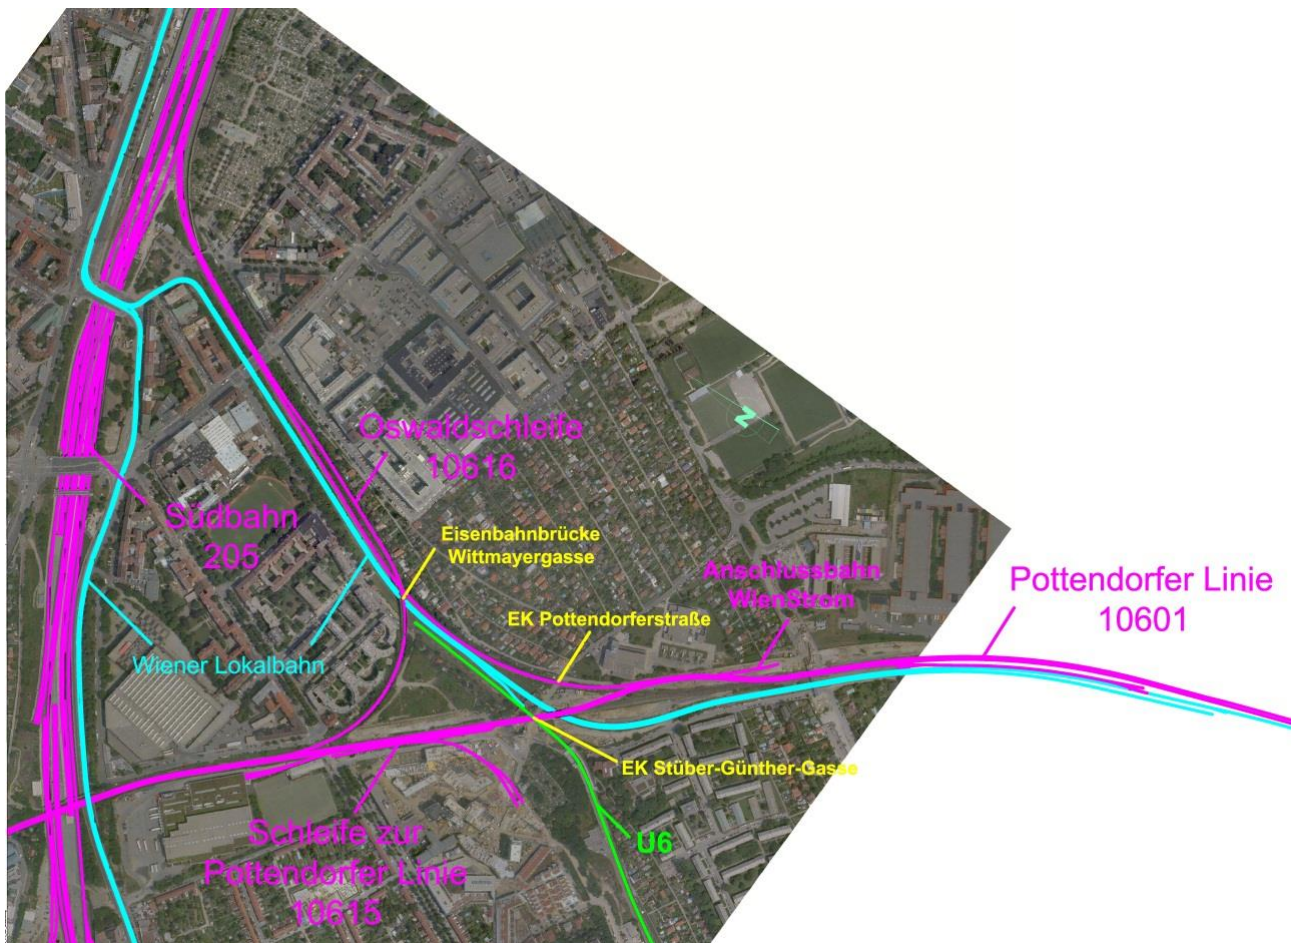 Oswaldschleife
10616
Südbahn
205
Eisenbahnbrücke
Wittmayergasse
Anschlussbahn
WienStrom
Pottendorfer Linie
10601
EK Pottendorferstraße
Wiener Lokalbahn
EK Stüber-Günther-Gasse
Schleife zur
Pottendorfer Linie
10615
U6
N